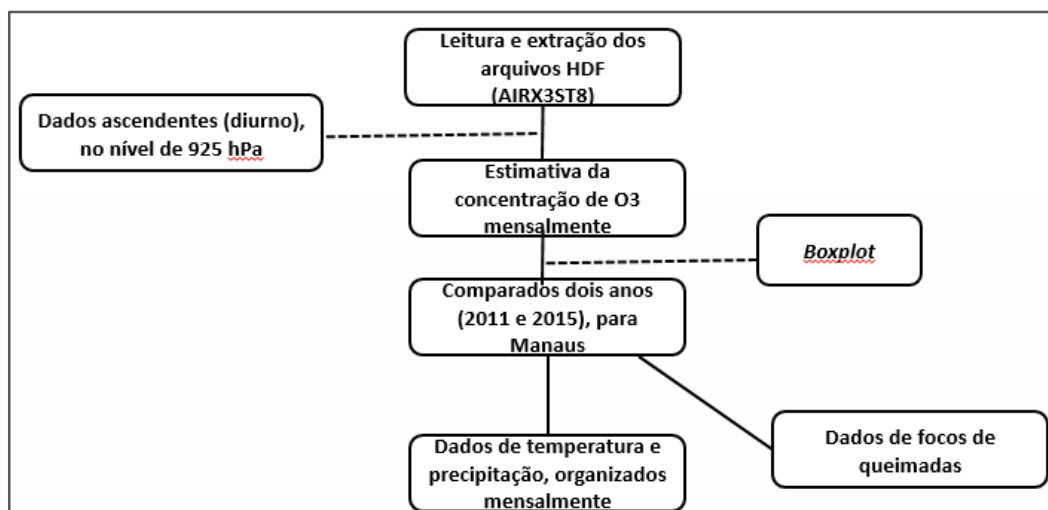 Leitura e extração dos
arquivos HDF
(AIRX3ST8)
Dados ascendentes (diurno),
no nível de 925 hPa
Estimativa da
concentração de O3
mensalmente
Boxplot
Comparados dois anos
(2011 e 2015), para
Manaus
Dados de temperatura e
precipitação, organizados
mensalmente
Dados de focos de
queimadas